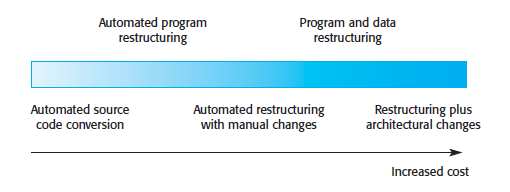 Automated program
restructuring
Program and data
restructuring
Automated source
code conversion
Automated restructuring
with manual changes
Restructuring plus
architectural changes
Increased cost